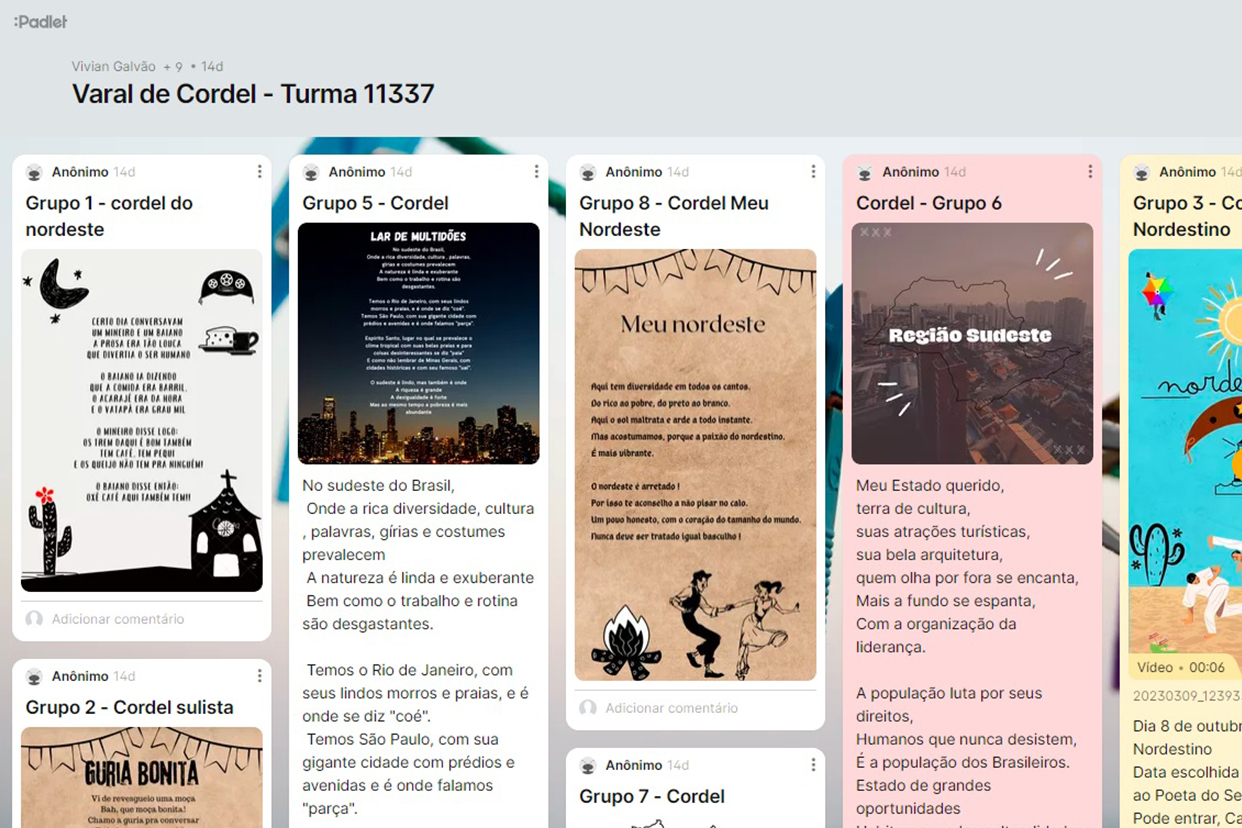 :Padlet
Vivian Galvão + 9 • 14d
Varal de Cordel - Turma 11337
Anônimo 14d
Grupo 1 - cordel do
nordeste
CERTO DIA CONVERSAVAM
UM MINEIRO E UM BAIANO
A PROSA ERA TÃO LOUCA
QUE DIVERTIA O SER HUMANO
O BAIANO IA DIZENDO
QUE A COMIDA ERA BARRIL,
O ACARAJÉ ERA DA HORA
E O VATAPÁ ERA GRAU MIL
O MINEIRO DISSE LOGO:
OS TREM DAQUI É BOM TAMBÉM
TEM CAFÉ, TEM PEQUI
E OS QUEIJO NÃO TEM PRA NINGUÉM!
O BAIANO DISSE ENTÃO:
OXÉ CAFÉ AQUI TAMBÉM TEM!!
Adicionar comentário
Anônimo 14d
Grupo 2 - Cordel sulista
GURIA BONITA
Vi de revesgueio uma moça
Bah, que moça bonita!
Chamo a guria pra conversar
Anônimo 14d
Grupo 5 - Cordel
LAR DE MULTIDÕES
No sudeste do Brasil,
Onde a rica diversidade, cultura , palavras,
gírias e costumes prevalecem
A natureza é linda e exuberante
Bem como o trabalho e rotina são
desgastantes.
Temos o Rio de Janeiro, com seus lindos
morros e praias, e é onde se diz "coé".
Temos São Paulo, com sua gigante cidade com
prédios e avenidas e é onde falamos "parça".
Espirito Santo, lugar no qual se prevalece o
clima tropical com suas belas praias e para
coisas desinteressantes se diz "paia"
E como não lembrar de Minas Gerais, com
cidades históricas e com seu famoso "uai".
O sudeste é lindo, mas também é onde
A riqueza é grande
A desigualdade é forte
Mas ao mesmo tempo a pobreza é mais
abundante
No sudeste do Brasil,
Onde a rica diversidade, cultura
, palavras, gírias e costumes
prevalecem
A natureza é linda e exuberante
Bem como o trabalho e rotina
são desgastantes.
Temos o Rio de Janeiro, com
seus lindos morros e praias, e é
onde se diz "coé".
Temos São Paulo, com sua
gigante cidade com prédios e
avenidas e é onde falamos
"parça".
Anônimo 14d
Grupo 8 - Cordel Meu
Nordeste
Meu nordeste
Aqui tem diversidade em todos os cantos,
Do rico ao pobre, do preto ao branco.
Aqui o sol maltrata e arde a todo instante.
Mas acostumamos, porque a paixão do nordestino.
É mais vibrante.
O nordeste é arretado !
Por isso te aconselho a não pisar no calo.
Um povo honesto, com o coração do tamanho do mundo.
Nunca deve ser tratado igual basculho !
Adicionar comentário
Anônimo 14d
Grupo 7 - Cordel
Anônimo 14d
Cordel - Grupo 6
XXX
Região Sudeste
XXX
Meu Estado querido,
terra de cultura,
suas atrações turísticas,
sua bela arquitetura,
quem olha por fora se encanta,
Mais a fundo se espanta,
Com a organização da
liderança.
A população luta por seus
direitos,
Humanos que nunca desistem,
É a população dos Brasileiros.
Estado de grandes
oportunidades
Anônimo 14d
Grupo 3 - Co
Nordestino
norde
Vídeo • 00:06
20230309_12393
Dia 8 de outub
Nordestino
Data escolhida
ao Poeta do Se
Pode entrar, Ca